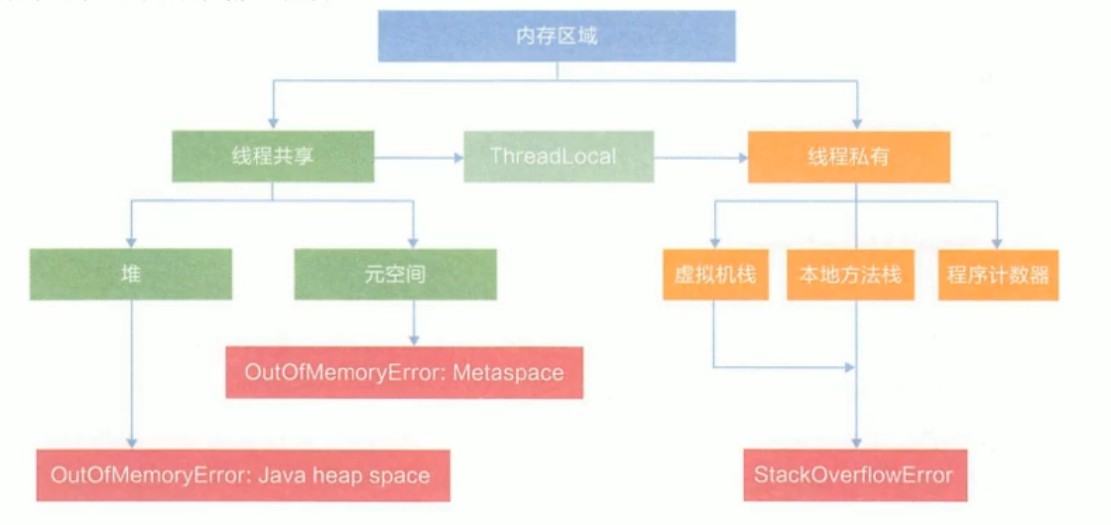 内存区域
线程共享
ThreadLocal
线程私有
堆
元空间
虚拟机栈
本地方法栈
程序计数器
OutOfMemoryError: Metaspace
OutOfMemoryError: Java heap space
StackOverflowError